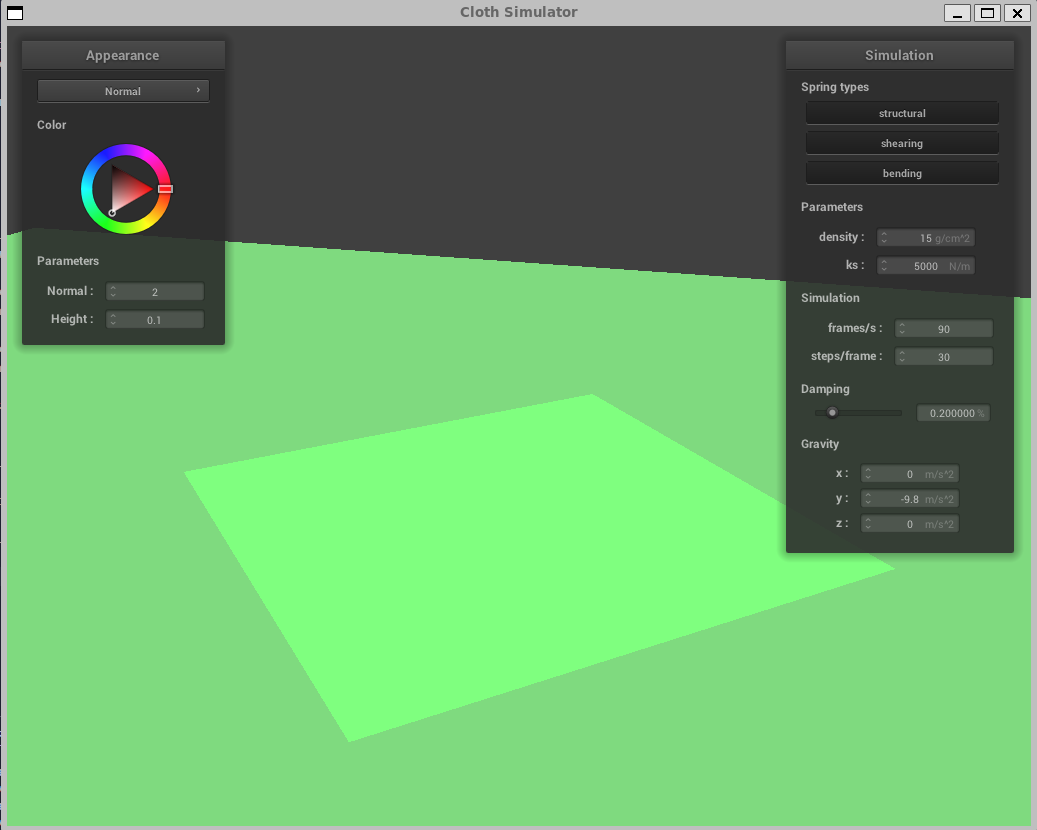 Cloth Simulator
Appearance
Normal
Color
Parameters
Normal : 2
Height : 0.1
Simulation
Spring types
structural
shearing
bending
Parameters
density : 15 g/cm^2
ks : 5000 N/m
Simulation
frames/s : 90
steps/frame : 30
Damping
0.200000 %
Gravity
x : 0 m/s^2
y : -9.8 m/s^2
z : 0 m/s^2